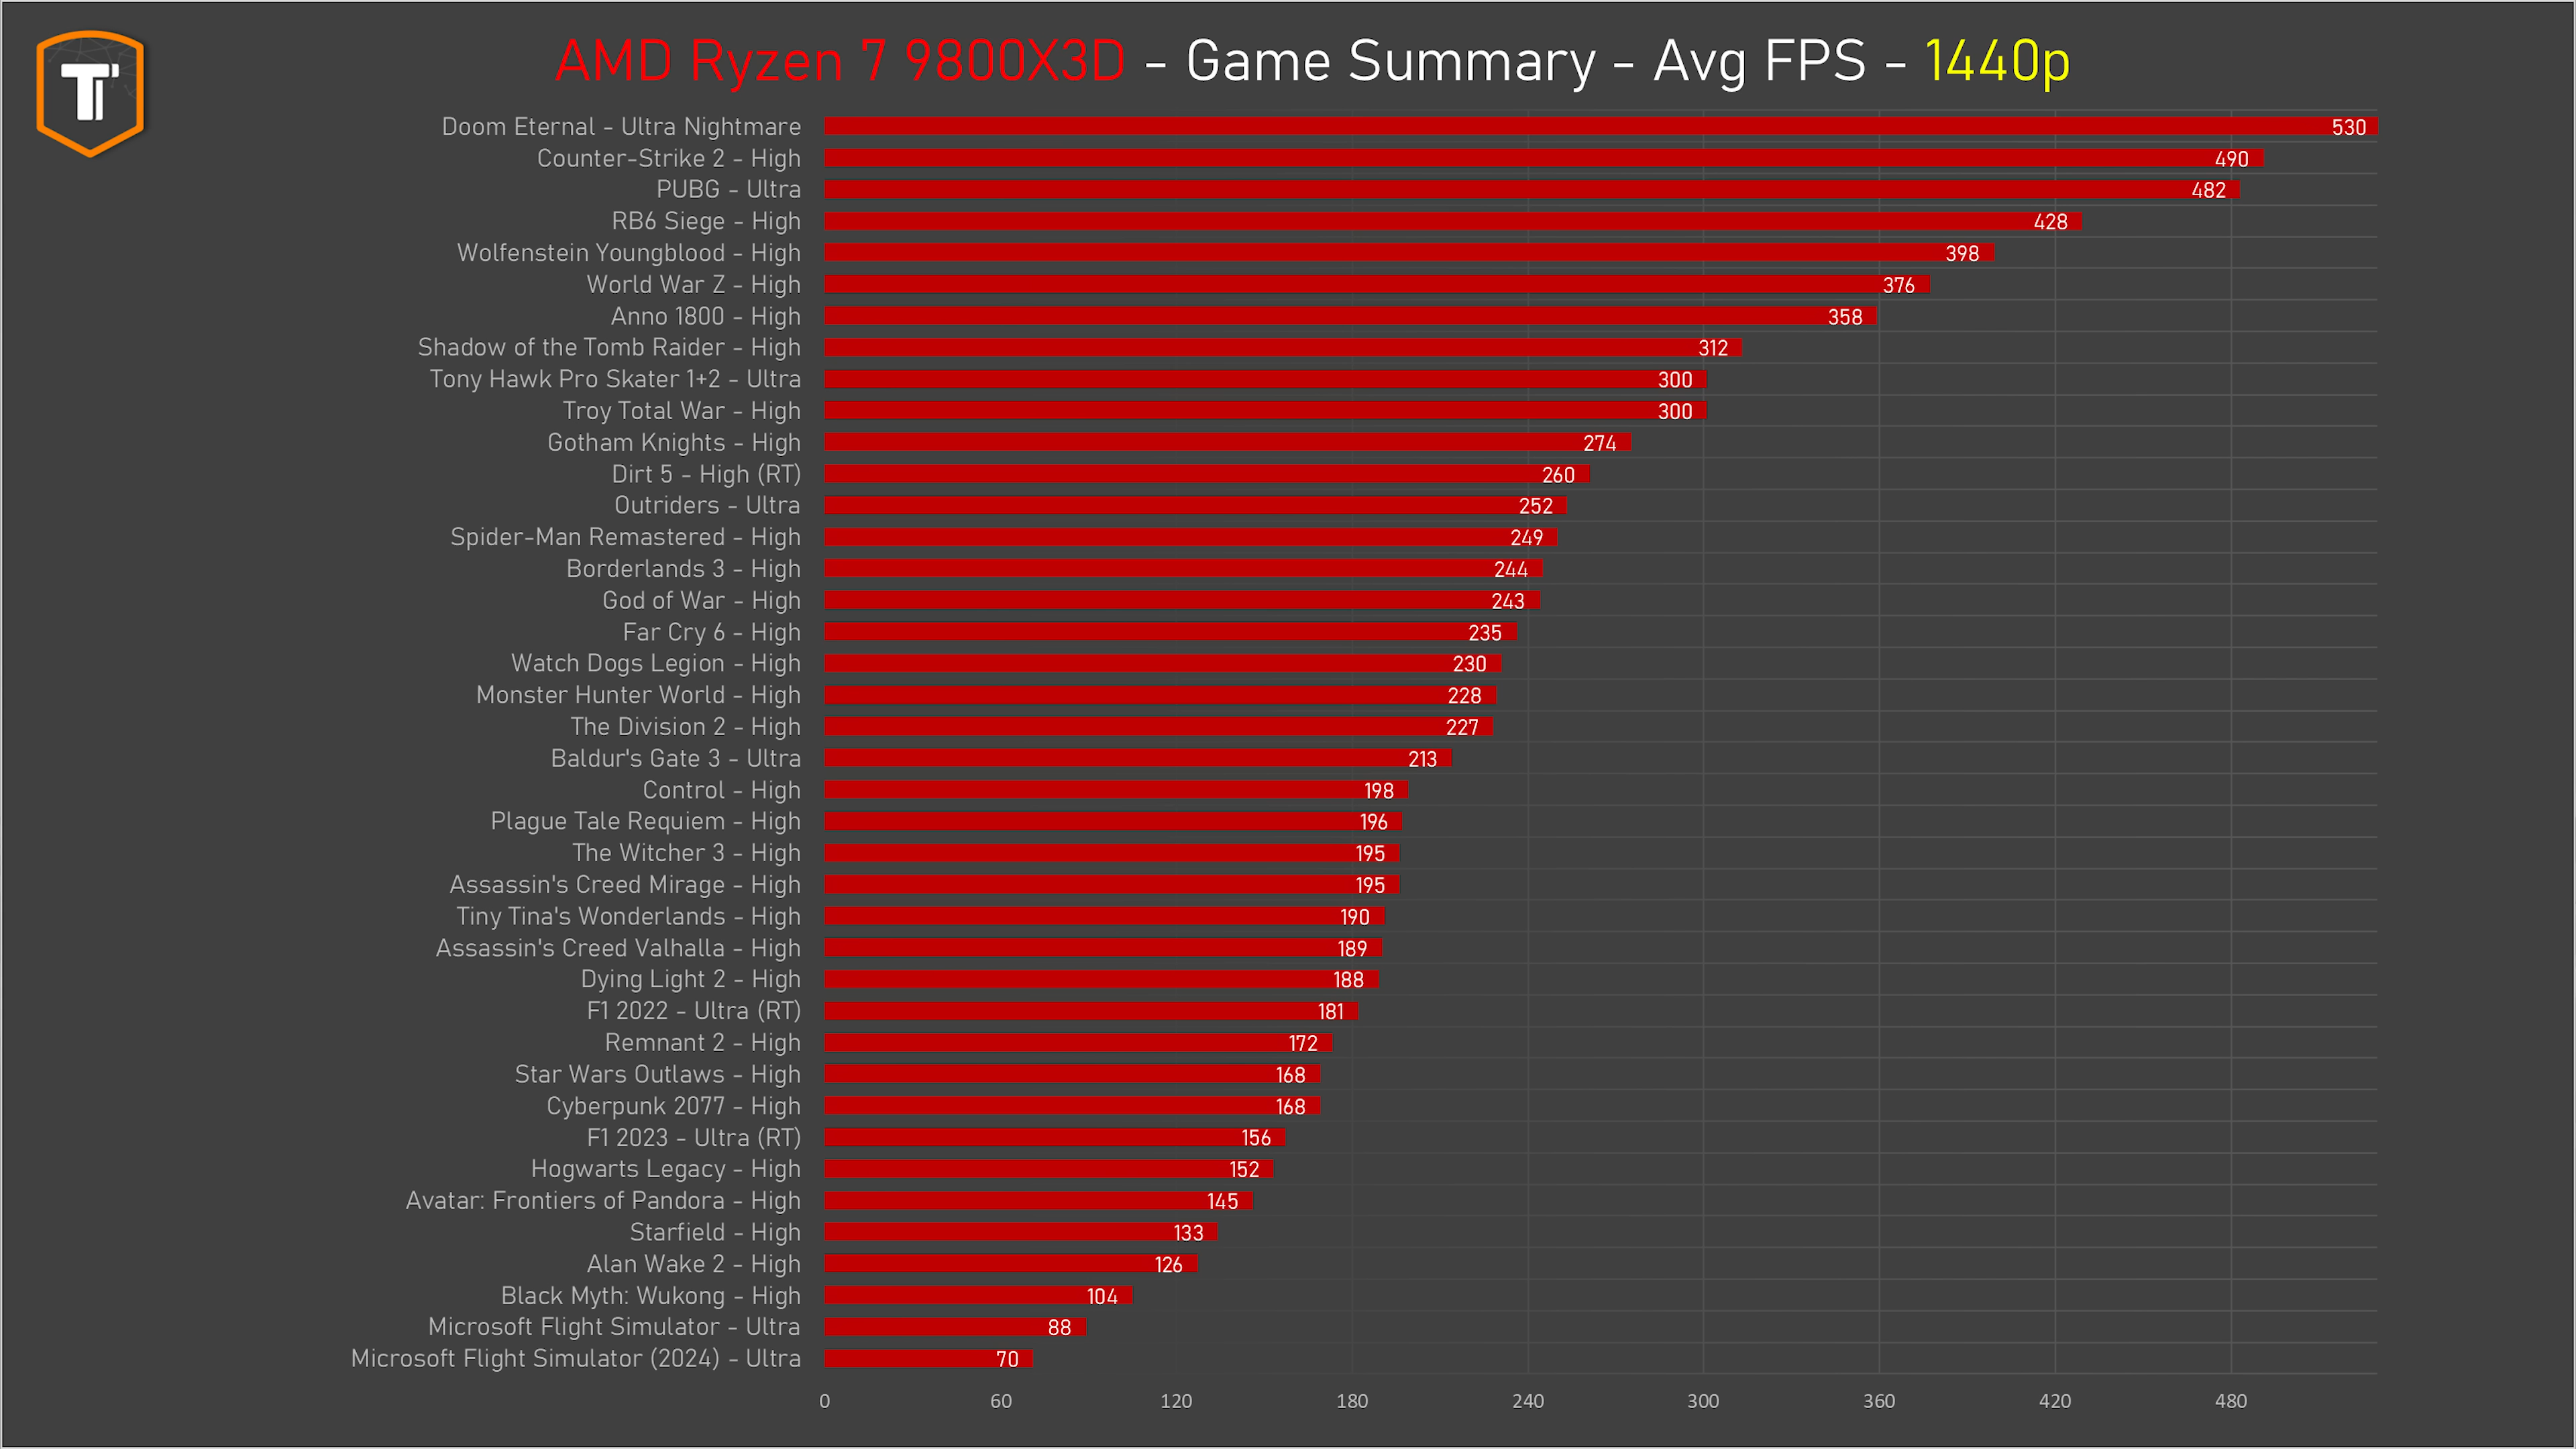 T
AMD Ryzen 7 9800X3D - Game Summary - Avg FPS - 1440p
Doom Eternal - Ultra Nightmare 530
Counter-Strike 2 - High 490
PUBG - Ultra 482
RB6 Siege - High 428
Wolfenstein Youngblood - High 398
World War Z - High 376
Anno 1800 - High 358
Shadow of the Tomb Raider - High 312
Tony Hawk Pro Skater 1+2 - Ultra 300
Troy Total War - High 300
Gotham Knights - High 274
Dirt 5 - High (RT) 260
Outriders - Ultra 252
Spider-Man Remastered - High 249
Borderlands 3 - High 244
God of War - High 243
Far Cry 6 - High 235
Watch Dogs Legion - High 230
Monster Hunter World - High 228
The Division 2 - High 227
Baldur's Gate 3 - Ultra 213
Control - High 198
Plague Tale Requiem - High 196
The Witcher 3 - High 195
Assassin's Creed Mirage - High 195
Tiny Tina's Wonderlands - High 190
Assassin's Creed Valhalla - High 189
Dying Light 2 - High 188
F1 2022 - Ultra (RT) 181
Remnant 2 - High 172
Star Wars Outlaws - High 168
Cyberpunk 2077 - High 168
F1 2023 - Ultra (RT) 156
Hogwarts Legacy - High 152
Avatar: Frontiers of Pandora - High 145
Starfield - High 133
Alan Wake 2 - High 126
Black Myth: Wukong - High 104
Microsoft Flight Simulator - Ultra 88
Microsoft Flight Simulator (2024) - Ultra 70
0 60 120 180 240 300 360 420 480